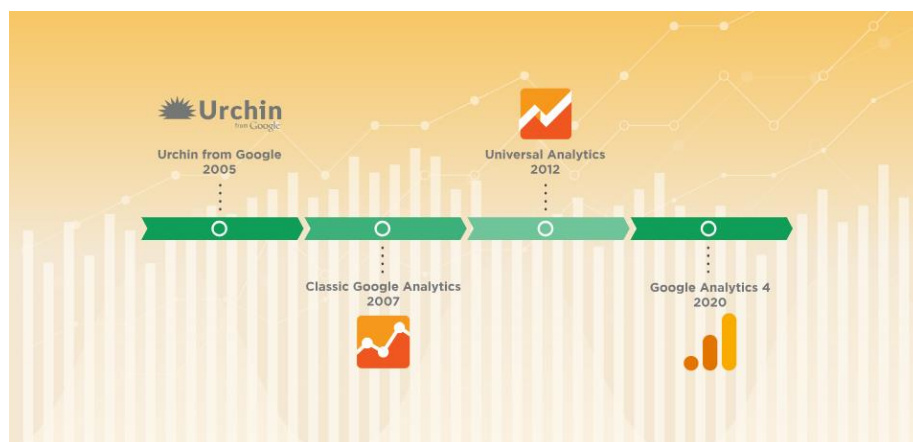 Urchin
from Google
Urchin from Google
2005
Universal Analytics
2012
Classic Google Analytics
2007
Google Analytics 4
2020